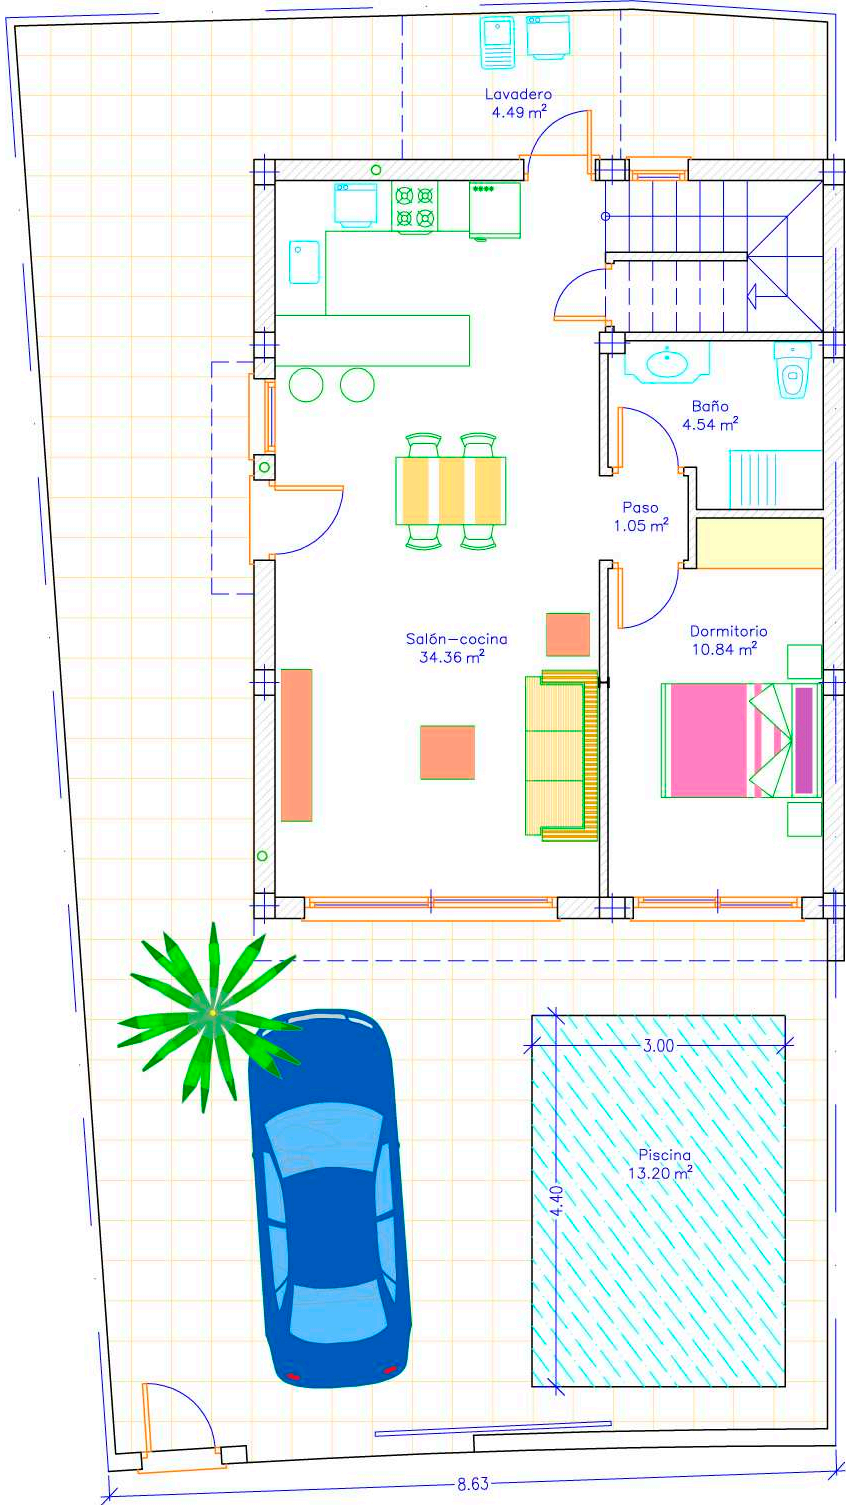 Lavadero
4.49 m²
Baño
4.54 m²
Paso
1.05 m²
Salón-cocina
34.36 m²
Dormitorio
10.84 m²
3.00
Piscina
13.20 m²
4.40
8.63